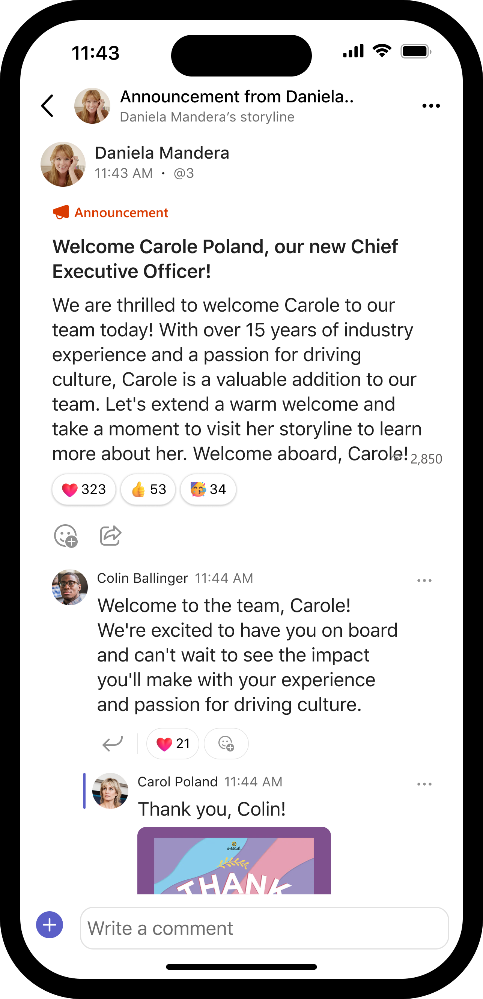 11:43
Announcement from Daniela..
Daniela Mandera’s storyline
Daniela Mandera
11:43 AM · @3
Announcement
Welcome Carole Poland, our new Chief
Executive Officer!
We are thrilled to welcome Carole to our
team today! With over 15 years of industry
experience and a passion for driving
culture, Carole is a valuable addition to our
team. Let's extend a warm welcome and
take a moment to visit her storyline to learn
more about her. Welcome aboard, Carole!
2,850
323 53 34
Colin Ballinger 11:44 AM
Welcome to the team, Carole!
We're excited to have you on board
and can't wait to see the impact
you'll make with your experience
and passion for driving culture.
21
Carol Poland 11:44 AM
Thank you, Colin!
THANK
Write a comment